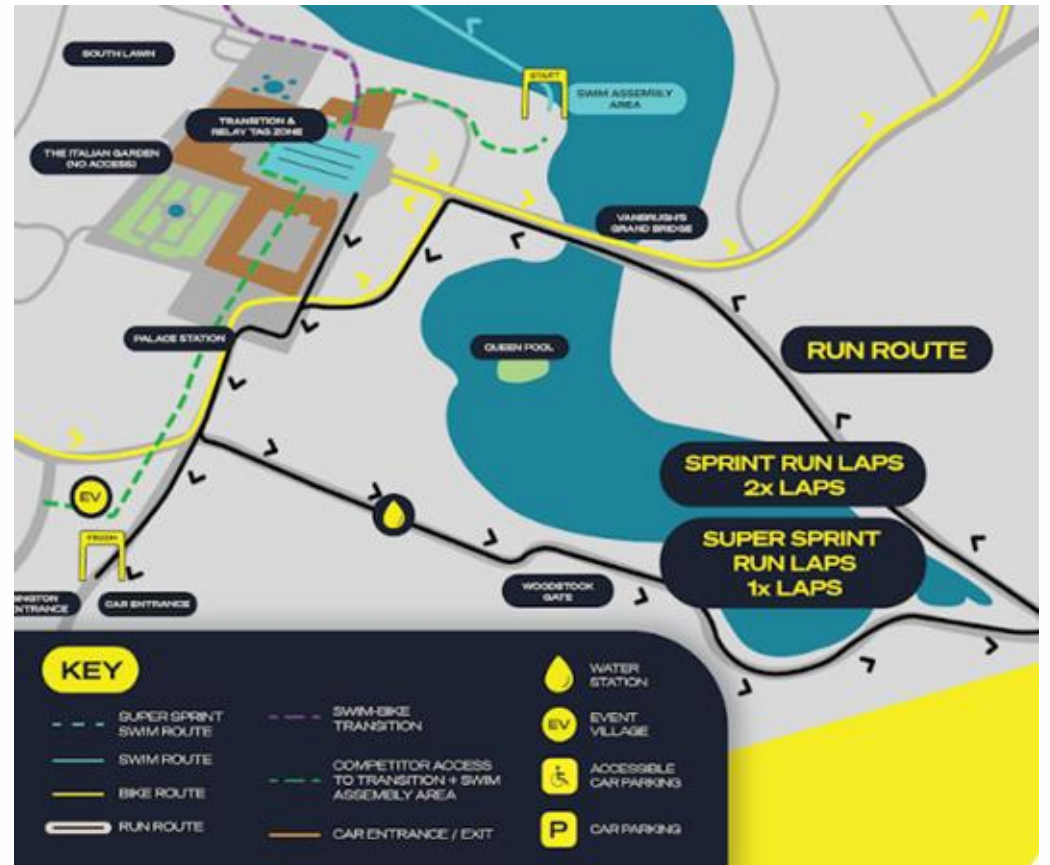 SOUTH LAWN
START
SWIM ASSEMBLY
AREA
TRANSITION &
RELAY TAG ZONE
THE ITALIAN GARDEN
(NO ACCESS)
VANBRUGH'S
GRAND BRIDGE
PALACE STATION
QUEEN POOL
RUN ROUTE
SPRINT RUN LAPS
2x LAPS
EV
SUPER SPRINT
RUN LAPS
1x LAPS
FINISH
WOODSTOCK
GATE
ENTRANCE
CAR ENTRANCE
KEY
SUPER SPRINT
SWIM ROUTE
SWIM ROUTE
BIKE ROUTE
RUN ROUTE
SWIM-BIKE
TRANSITION
COMPETITOR ACCESS
TO TRANSITION + SWIM
ASSEMBLY AREA
CAR ENTRANCE / EXIT
WATER
STATION
EV
EVENT
VILLAGE
ACCESSIBLE
CAR PARKING
P
CAR PARKING